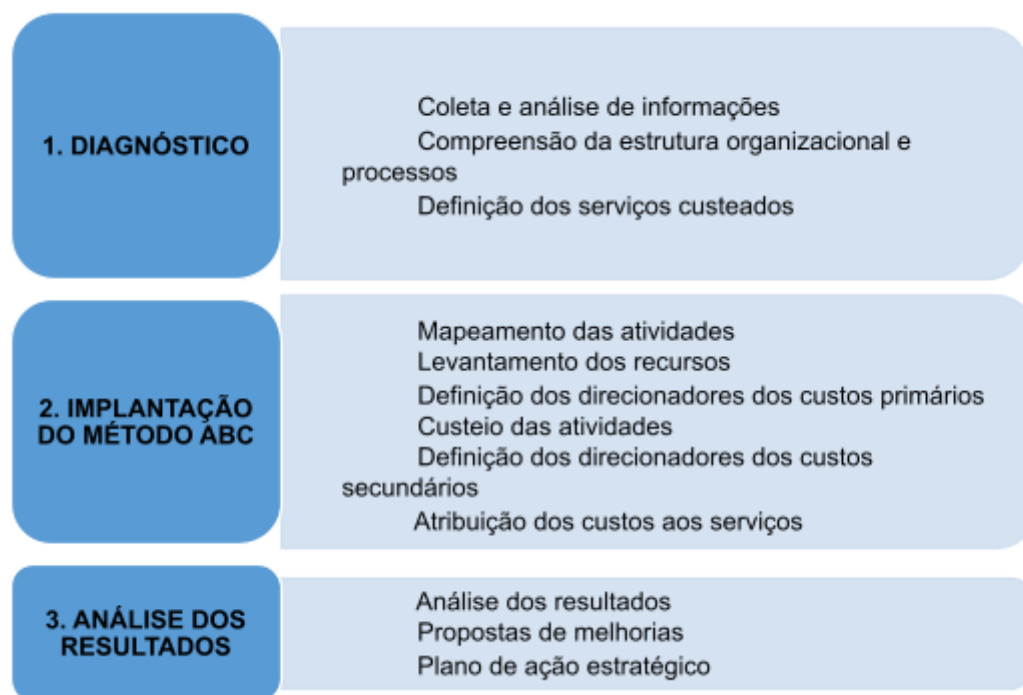 1. DIAGNÓSTICO
Coleta e análise de informações
Compreensão da estrutura organizacional e
processos
Definição dos serviços custeados
2. IMPLANTAÇÃO
DO MÉTODO ABC
Mapeamento das atividades
Levantamento dos recursos
Definição dos direcionadores dos custos primários
Custeio das atividades
Definição dos direcionadores dos custos
secundários
Atribuição dos custos aos serviços
3. ANÁLISE DOS
RESULTADOS
Análise dos resultados
Propostas de melhorias
Plano de ação estratégico